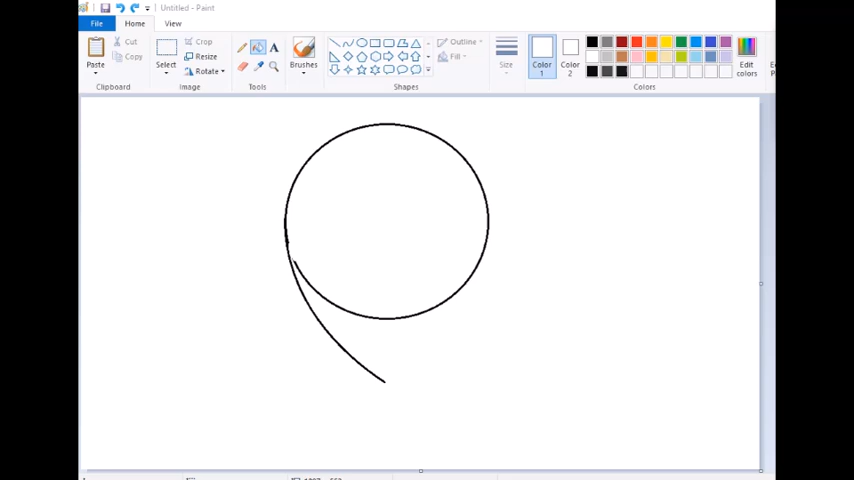 Untitled - Paint
File Home View
Paste Cut Copy Clipboard
Select Crop Resize Rotate Image
Tools
Brushes
Shapes Outline Fill
Size
Color 1
Color 2
Colors
Edit colors